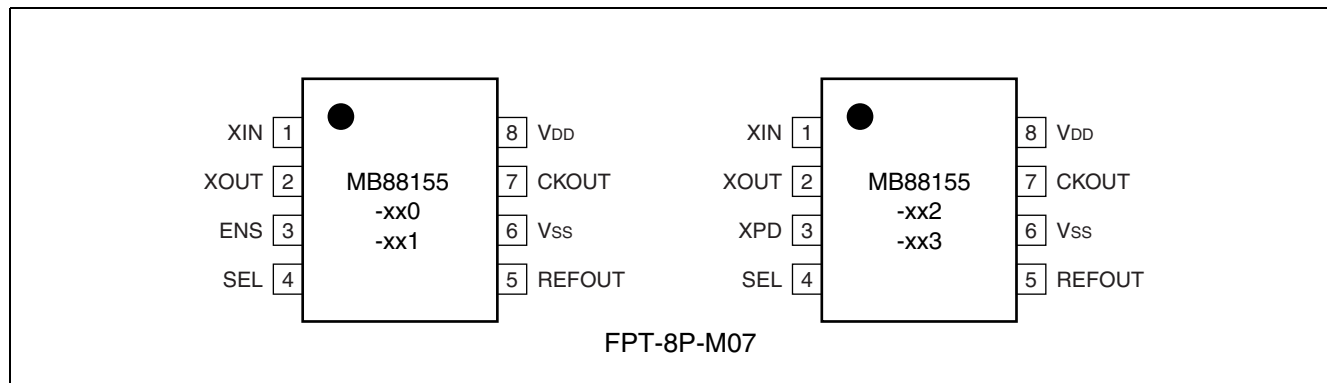 XIN 1
XOUT 2
ENS 3
SEL 4
MB88155
-xx0
-xx1
8 VDD
7 CKOUT
6 VSS
5 REFOUT
XIN 1
XOUT 2
XPD 3
SEL 4
MB88155
-xx2
-xx3
8 VDD
7 CKOUT
6 VSS
5 REFOUT
FPT-8P-M07